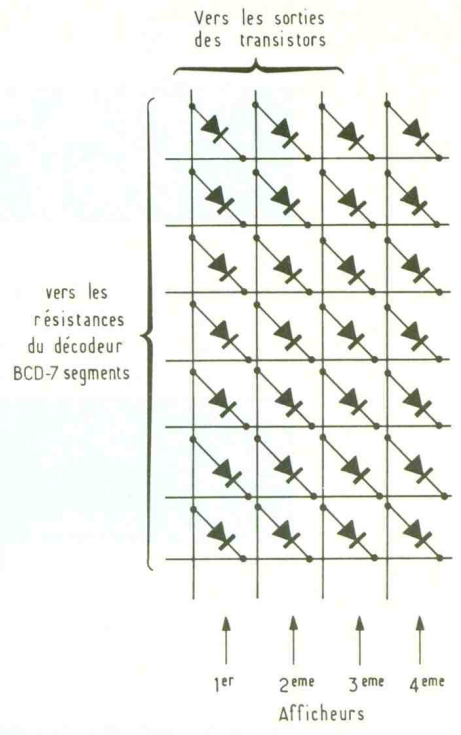 Vers les sorties
des transistors
vers les
résistances
du décodeur
BCD-7 segments
1er 2eme 3eme 4eme
Afficheurs